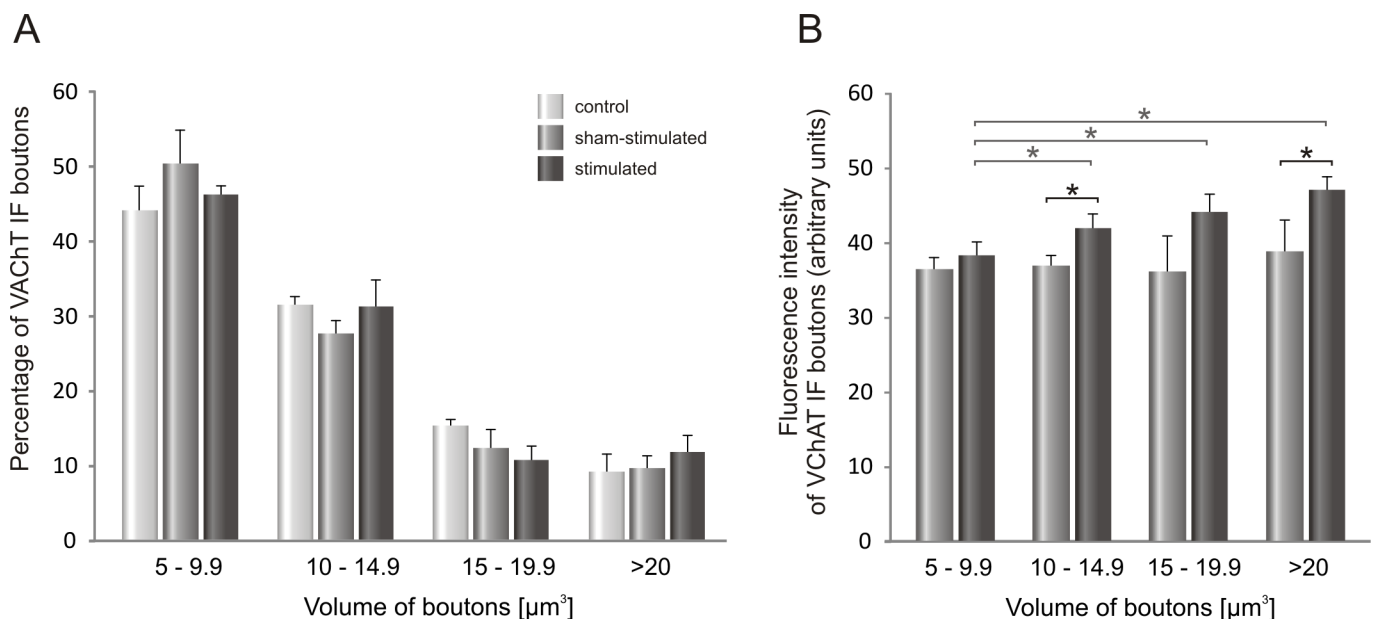 A
Percentage of VAChT IF boutons
60
50
40
30
20
10
0
control
sham-stimulated
stimulated
5 - 9.9
10 - 14.9
15 - 19.9
>20
Volume of boutons [µm³]
B
Fluorescence intensity
of VChAT IF boutons (arbitrary units)
60
50
40
30
20
10
0
*
*
*
*
*
5 - 9.9
10 - 14.9
15 - 19.9
>20
Volume of boutons [µm³]